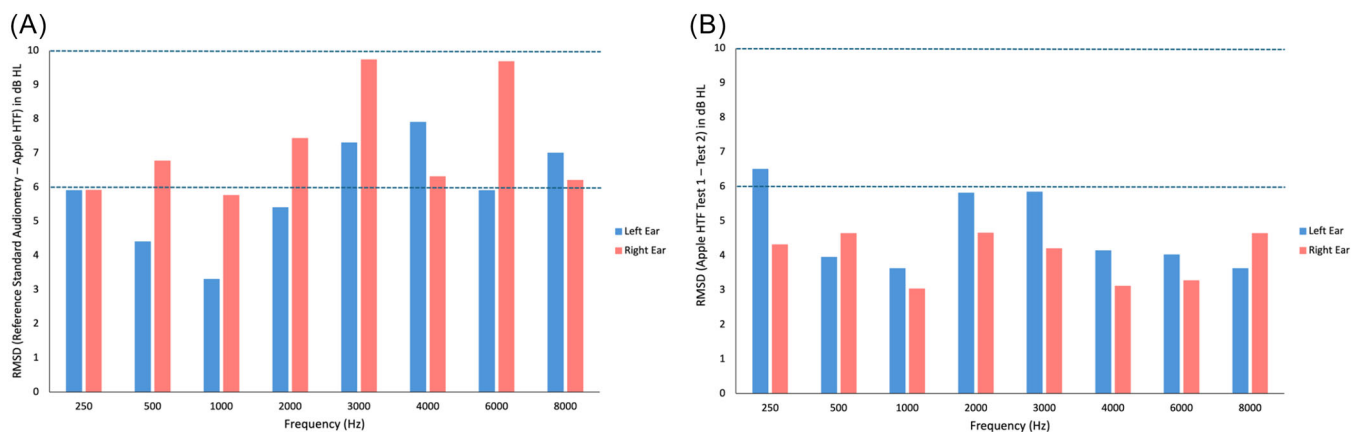 (A)
RMSD (Reference Standard Audiometry – Apple HTF) in dB HL
10
9
8
7
6
5
4
3
2
1
0
250 500 1000 2000 3000 4000 6000 8000
Frequency (Hz)
Left Ear
Right Ear
(B)
RMSD (Apple HTF Test 1 – Test 2) in dB HL
10
9
8
7
6
5
4
3
2
1
0
250 500 1000 2000 3000 4000 6000 8000
Frequency (Hz)
Left Ear
Right Ear